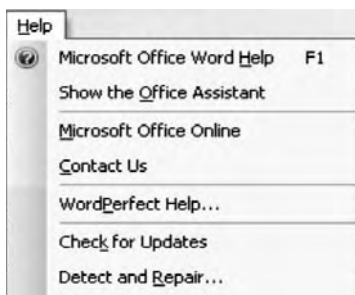 Help
Microsoft Office Word Help F1
Show the Office Assistant
Microsoft Office Online
Contact Us
WordPerfect Help...
Check for Updates
Detect and Repair...